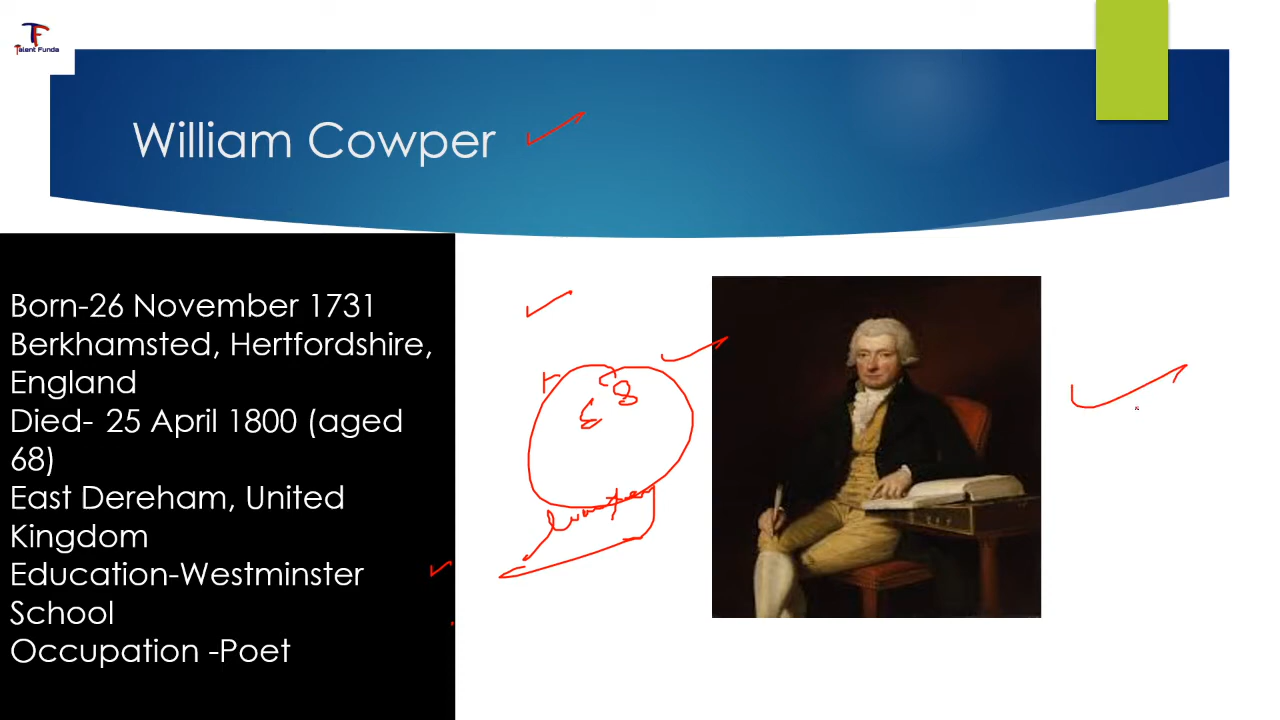 TF
Talent Funda
William Cowper
Born-26 November 1731
Berkhamsted, Hertfordshire,
England
Died- 25 April 1800 (aged
68)
East Dereham, United
Kingdom
Education-Westminster
School
Occupation -Poet